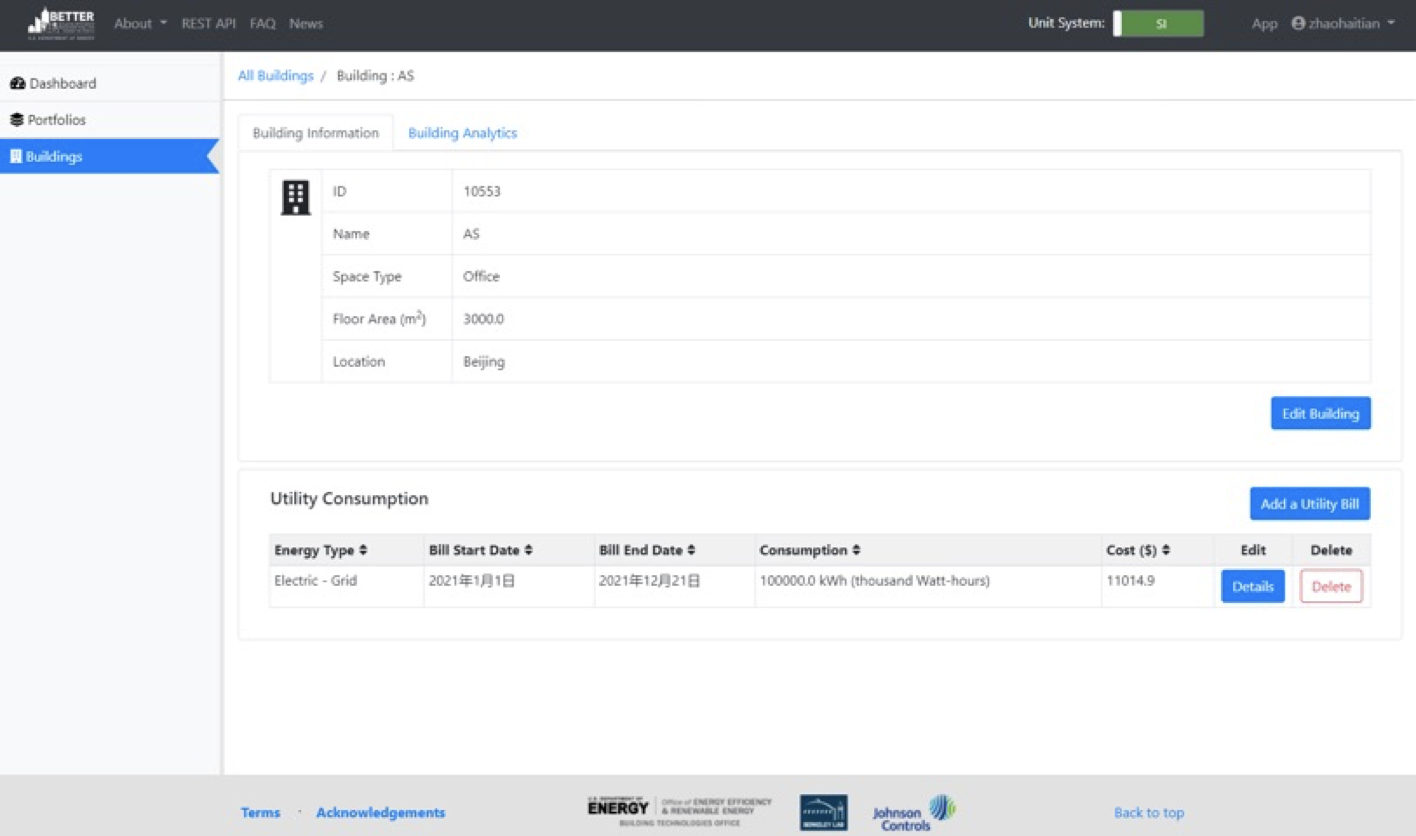 BETTER About REST API FAQ News Unit System: SI App zhaohaitian
Dashboard
Portfolios
Buildings
All Buildings / Building : AS
Building Information Building Analytics
ID 10553
Name AS
Space Type Office
Floor Area (m²) 3000.0
Location Beijing
Edit Building
Utility Consumption
Add a Utility Bill
Energy Type Bill Start Date Bill End Date Consumption Cost ($) Edit Delete
Electric - Grid 2021年1月1日 2021年12月21日 100000.0 kWh (thousand Watt-hours) 11014.9 Details Delete
Terms · Acknowledgements
U.S. DEPARTMENT OF
ENERGY
Office of ENERGY EFFICIENCY
& RENEWABLE ENERGY
BUILDING TECHNOLOGIES OFFICE
BERKELEY LAB
Johnson
Controls
Back to top